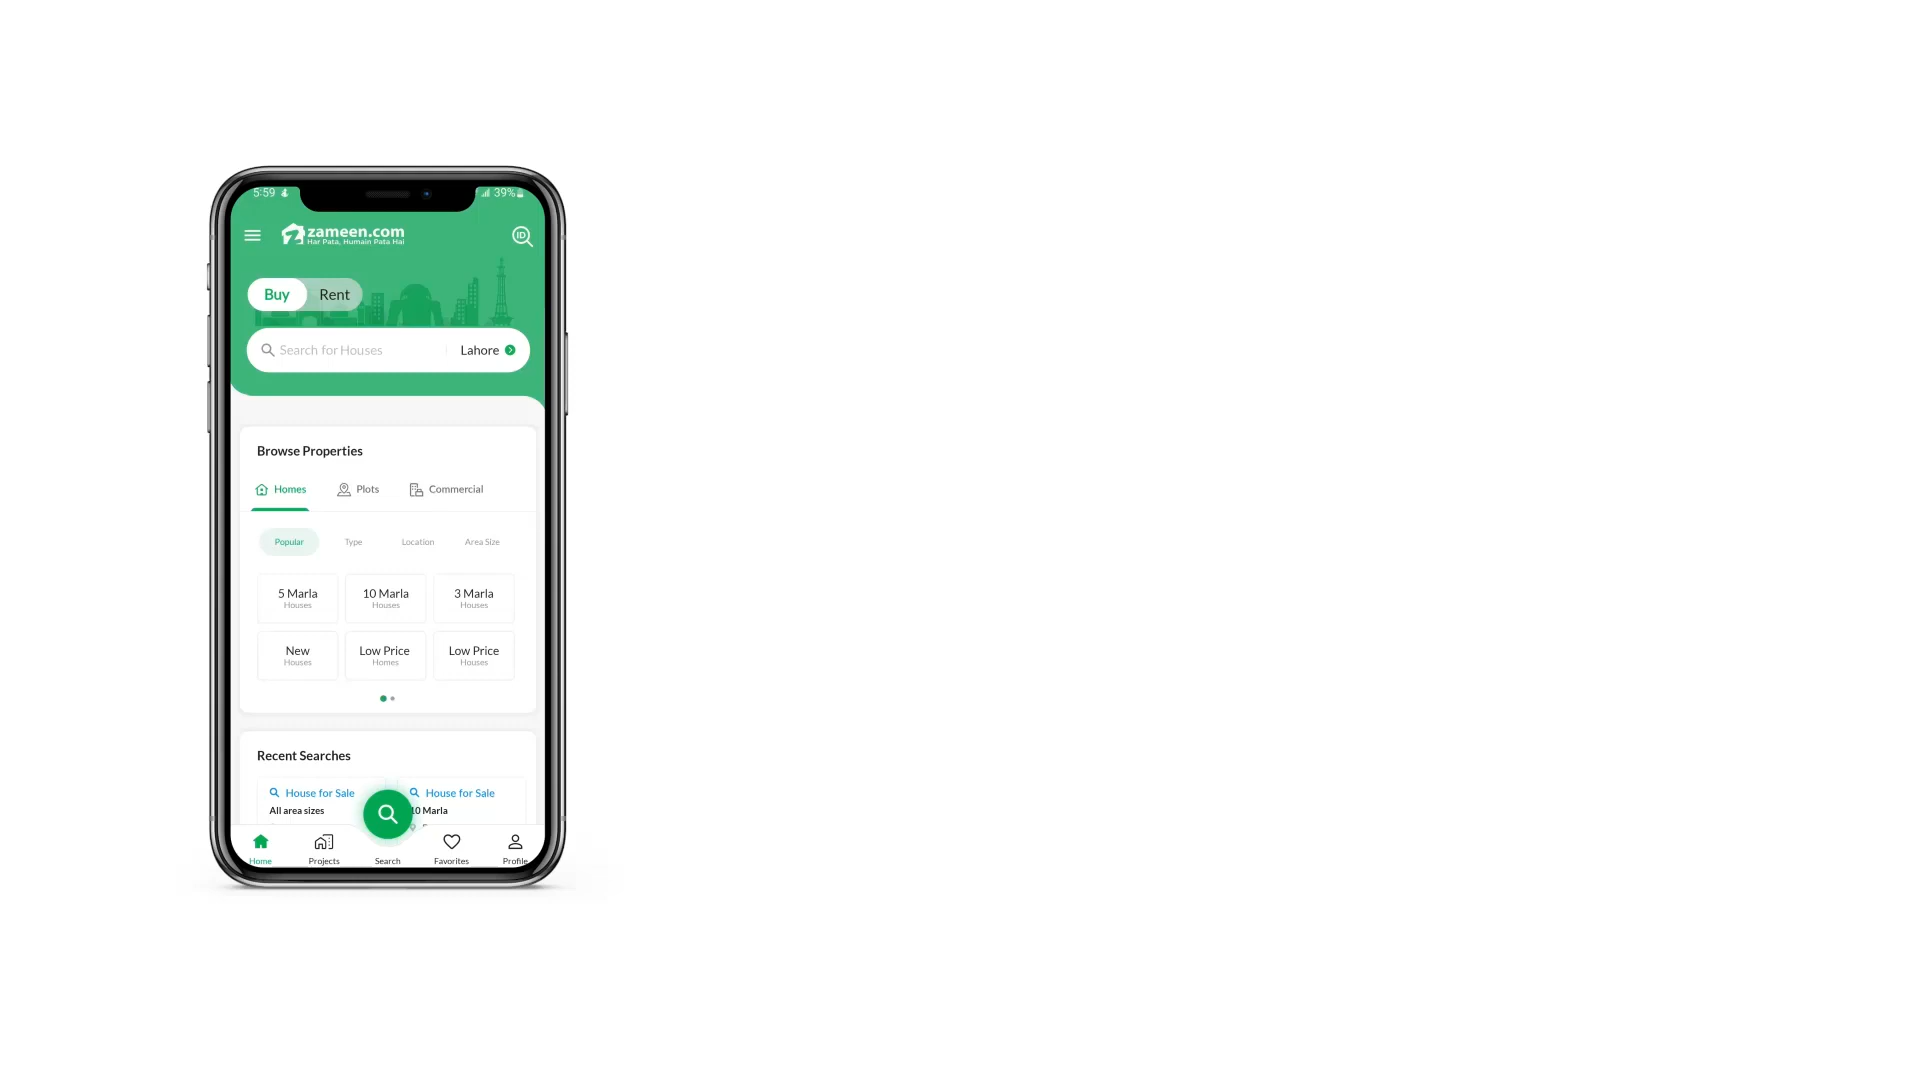 5:59
39%
zameen.com
Har Pata, Humain Pata Hai
ID
Buy Rent
Search for Houses Lahore
Browse Properties
Homes Plots Commercial
Popular Type Location Area Size
5 Marla 10 Marla 3 Marla
Houses Houses Houses
New Low Price Low Price
Houses Homes Houses
Recent Searches
House for Sale House for Sale
All area sizes 10 Marla
Home Projects Search Favorites Profile